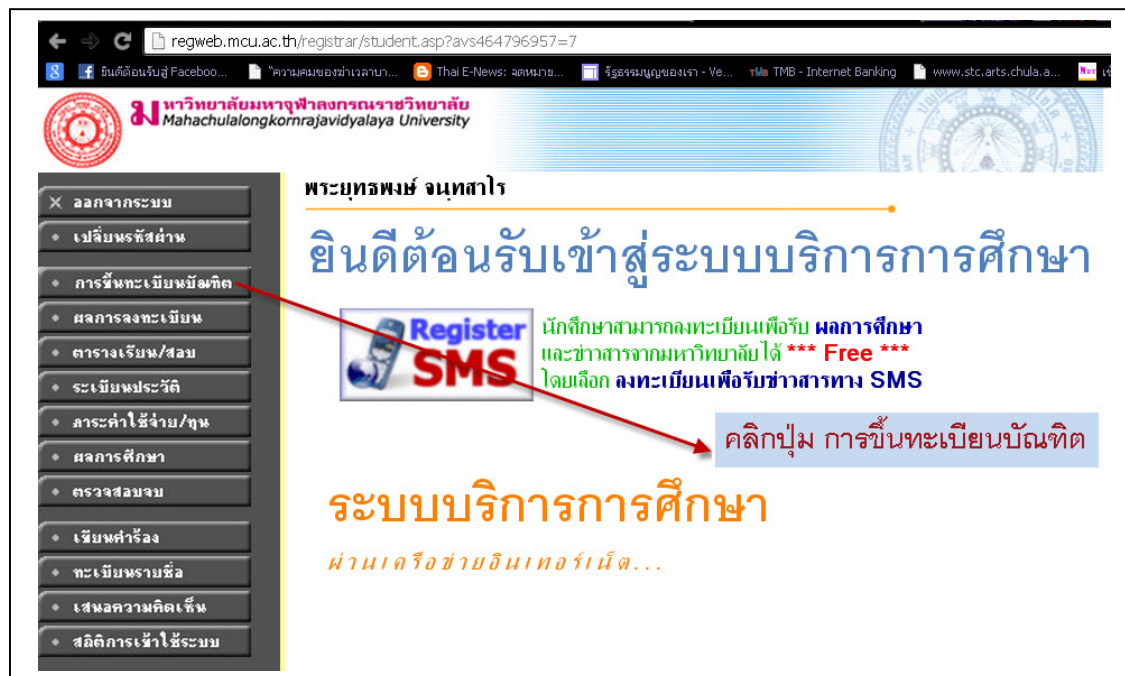 regweb.mcu.ac.th/registrar/student.asp?avs464796957=7
ยินดีต้อนรับสู่ Faceboo... "ความคมของข่าวลาบา... Thai E-News: จดหมาย... รัฐธรรมนูญของเรา - Ve... TMB - Internet Banking www.stc.arts.chula.a...
มหาวิทยาลัยมหาจุฬาลงกรณราชวิทยาลัย
Mahachulalongkornrajavidyalaya University
พระยุทธพงษ์ จนฺทสาโร
ออกจากระบบ
เปลี่ยนรหัสผ่าน
การขึ้นทะเบียนบัณฑิต
ผลการลงทะเบียน
ตารางเรียน/สอบ
ระเบียนประวัติ
ภาระค่าใช้จ่าย/ทุน
ผลการศึกษา
ตรวจสอบจบ
เขียนคำร้อง
ทะเบียนรายชื่อ
เสนอความคิดเห็น
สถิติการเข้าใช้ระบบ
ยินดีต้อนรับเข้าสู่ระบบบริการการศึกษา
Register
SMS
นักศึกษาสามารถลงทะเบียนเพื่อรับ ผลการศึกษา
และข่าวสารจากมหาวิทยาลัยได้ *** Free ***
โดยเลือก ลงทะเบียนเพื่อรับข่าวสารทาง SMS
คลิกปุ่ม การขึ้นทะเบียนบัณฑิต
ระบบบริการการศึกษา
ผ่านเครือข่ายอินเทอร์เน็ต...